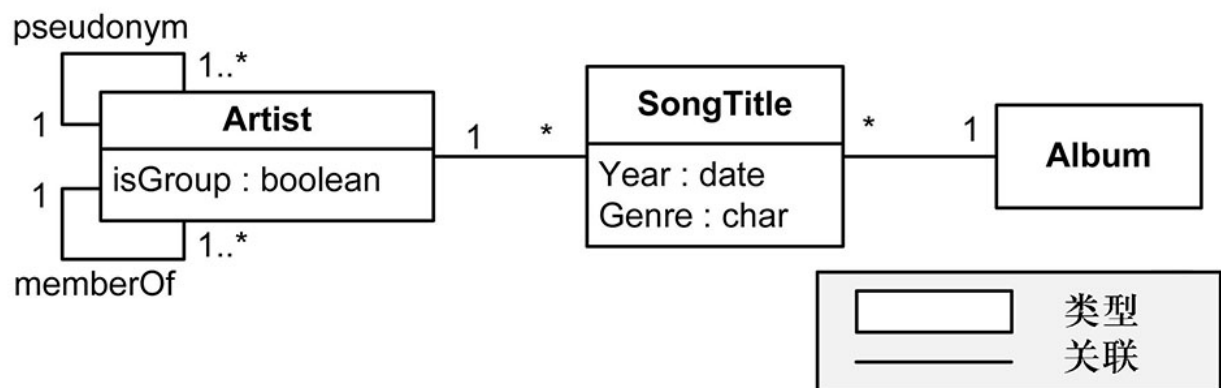 pseudonym
1..*
1
Artist
isGroup : boolean
1
1..*
memberOf
1
*
SongTitle
Year : date
Genre : char
*
1
Album
类型
关联